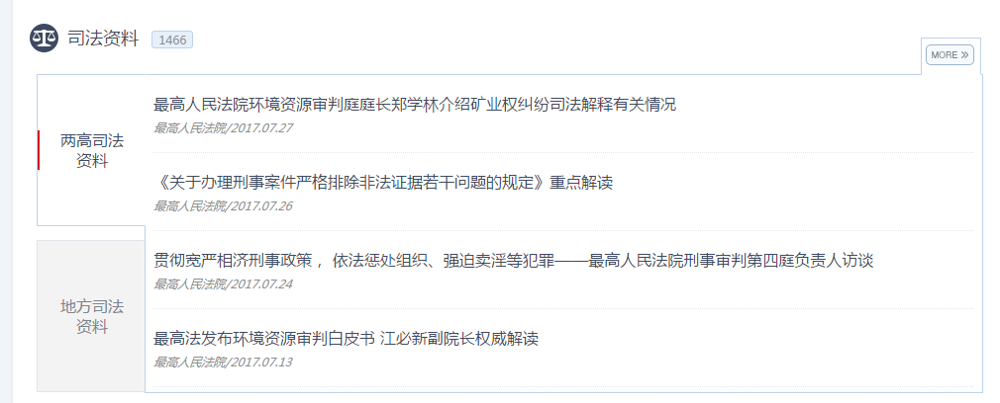 司法资料 1466
MORE »
两高司法
资料
最高人民法院环境资源审判庭庭长郑学林介绍矿业权纠纷司法解释有关情况
最高人民法院/2017.07.27
《关于办理刑事案件严格排除非法证据若干问题的规定》重点解读
最高人民法院/2017.07.26
贯彻宽严相济刑事政策 ，依法惩处组织、强迫卖淫等犯罪——最高人民法院刑事审判第四庭负责人访谈
最高人民法院/2017.07.24
地方司法
资料
最高法发布环境资源审判白皮书 江必新副院长权威解读
最高人民法院/2017.07.13